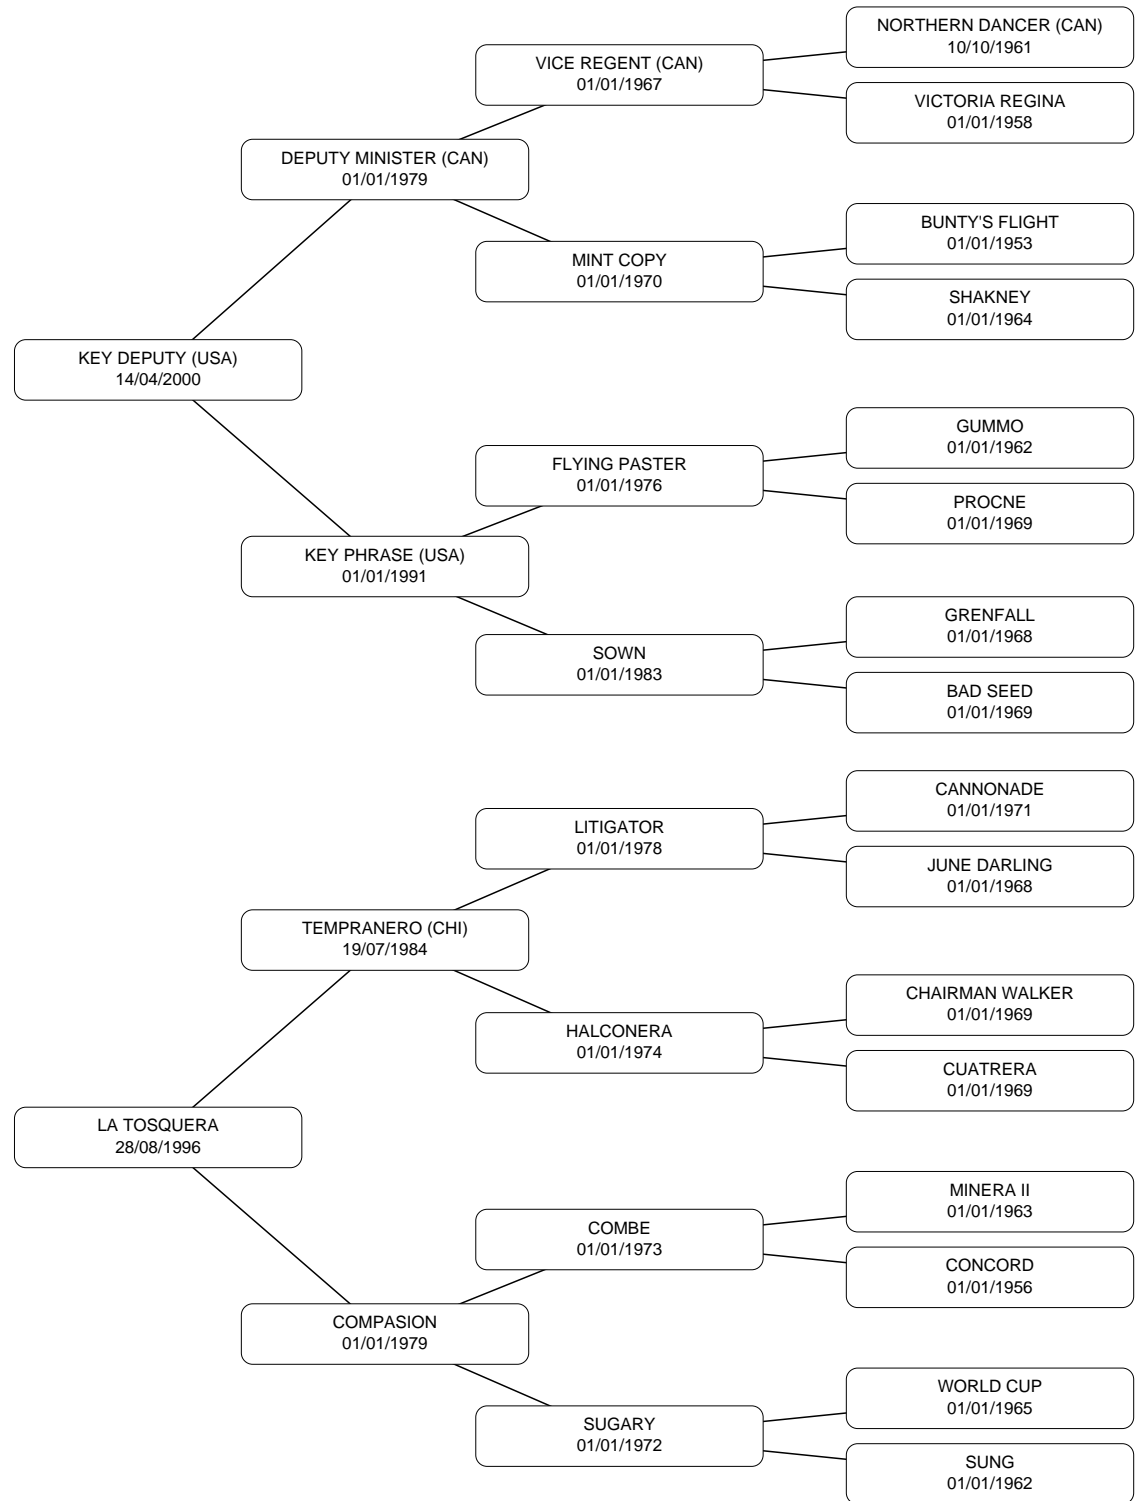 NORTHERN DANCER (CAN)
10/10/1961
VICE REGENT (CAN)
01/01/1967
VICTORIA REGINA
01/01/1958
DEPUTY MINISTER (CAN)
01/01/1979
BUNTY'S FLIGHT
01/01/1953
MINT COPY
01/01/1970
SHAKNEY
01/01/1964
KEY DEPUTY (USA)
14/04/2000
GUMMO
01/01/1962
FLYING PASTER
01/01/1976
PROCNE
01/01/1969
KEY PHRASE (USA)
01/01/1991
GRENFALL
01/01/1968
SOWN
01/01/1983
BAD SEED
01/01/1969
CANNONADE
01/01/1971
LITIGATOR
01/01/1978
JUNE DARLING
01/01/1968
TEMPRANERO (CHI)
19/07/1984
CHAIRMAN WALKER
01/01/1969
HALCONERA
01/01/1974
CUATRERA
01/01/1969
LA TOSQUERA
28/08/1996
MINERA II
01/01/1963
COMBE
01/01/1973
CONCORD
01/01/1956
COMPASION
01/01/1979
WORLD CUP
01/01/1965
SUGARY
01/01/1972
SUNG
01/01/1962